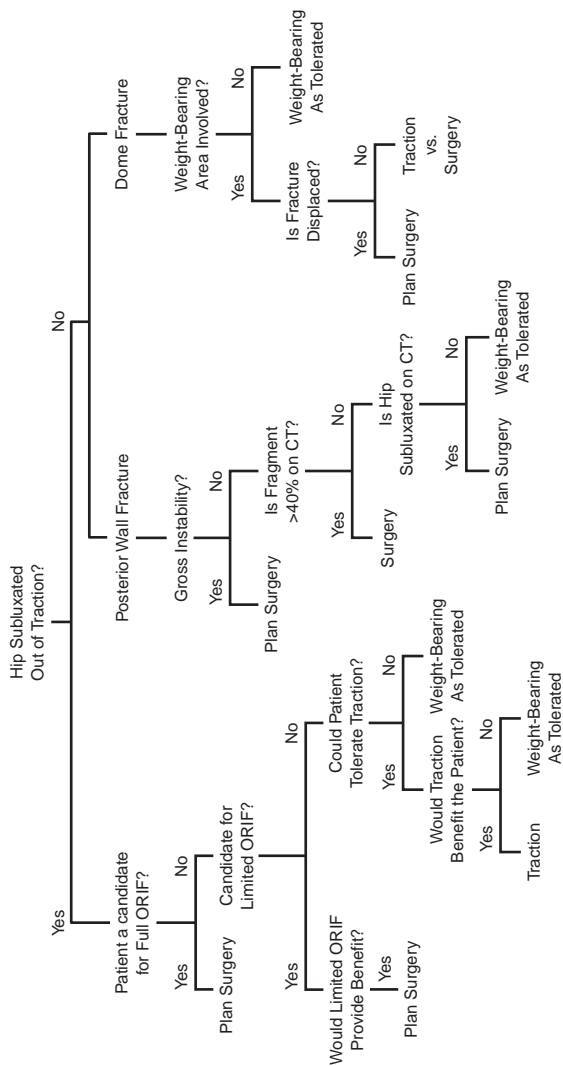 Hip Subluxated
Out of Traction?
Yes
No
Patient a candidate
for Full ORIF?
Yes
No
Plan Surgery
Candidate for
Limited ORIF?
Yes
No
Would Limited ORIF
Provide Benefit?
Yes
Plan Surgery
Could Patient
Tolerate Traction?
Yes
No
Would Traction
Benefit the Patient?
Weight-Bearing
As Tolerated
Yes
No
Traction
Weight-Bearing
As Tolerated
Posterior Wall Fracture
Gross Instability?
Yes
No
Plan Surgery
Is Fragment
>40% on CT?
Yes
No
Surgery
Is Hip
Subluxated on CT?
Yes
No
Plan Surgery
Weight-Bearing
As Tolerated
Dome Fracture
Weight-Bearing
Area Involved?
Yes
No
Is Fracture
Displaced?
Weight-Bearing
As Tolerated
Yes
No
Plan Surgery
Traction
vs.
Surgery